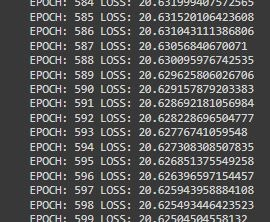 EPOCH: 584 LOSS: 20.631999407542535
EPOCH: 585 LOSS: 20.631520106423608
EPOCH: 586 LOSS: 20.631043111386806
EPOCH: 587 LOSS: 20.63056840670071
EPOCH: 588 LOSS: 20.630095976742535
EPOCH: 589 LOSS: 20.629625806026706
EPOCH: 590 LOSS: 20.629157879203383
EPOCH: 591 LOSS: 20.628692181056984
EPOCH: 592 LOSS: 20.628228696504777
EPOCH: 593 LOSS: 20.62776741059548
EPOCH: 594 LOSS: 20.627308308507835
EPOCH: 595 LOSS: 20.626851375549258
EPOCH: 596 LOSS: 20.626396597154457
EPOCH: 597 LOSS: 20.625943958884108
EPOCH: 598 LOSS: 20.625493446423523
EPOCH: 599 LOSS: 20.62504504558132